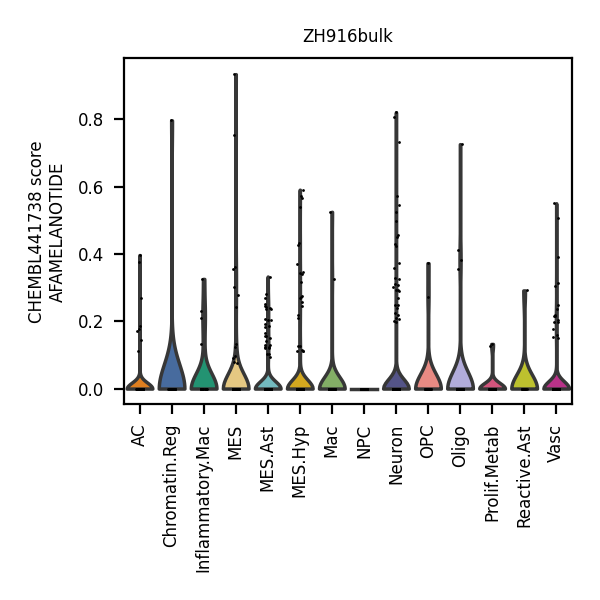 ZH916bulk
CHEMBL441738 score
AFAMELANOTIDE
0.8
0.6
0.4
0.2
0.0
AC
Chromatin.Reg
Inflammatory.Mac
MES
MES.Ast
MES.Hyp
Mac
NPC
Neuron
OPC
Oligo
Prolif.Metab
Reactive.Ast
Vasc